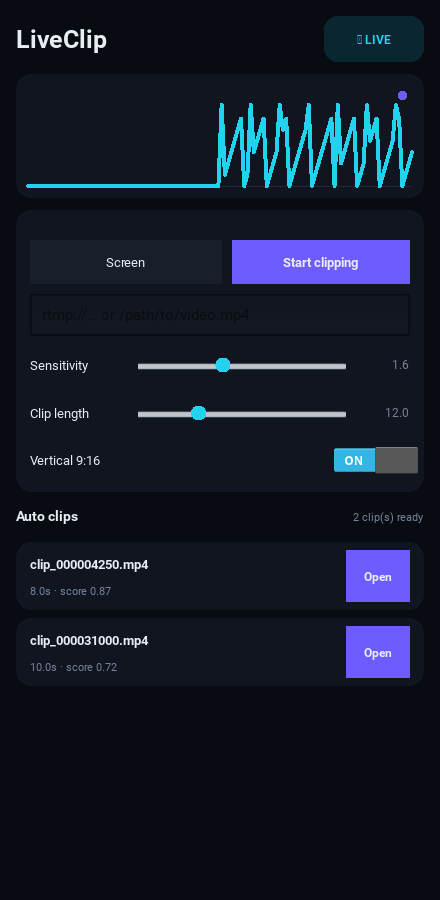 LiveClip
LIVE
Screen
Start clipping
rtmp://... or /path/to/video.mp4
Sensitivity
1.6
Clip length
12.0
Vertical 9:16
ON
Auto clips
2 clip(s) ready
clip_000004250.mp4
8.0s · score 0.87
Open
clip_000031000.mp4
10.0s · score 0.72
Open